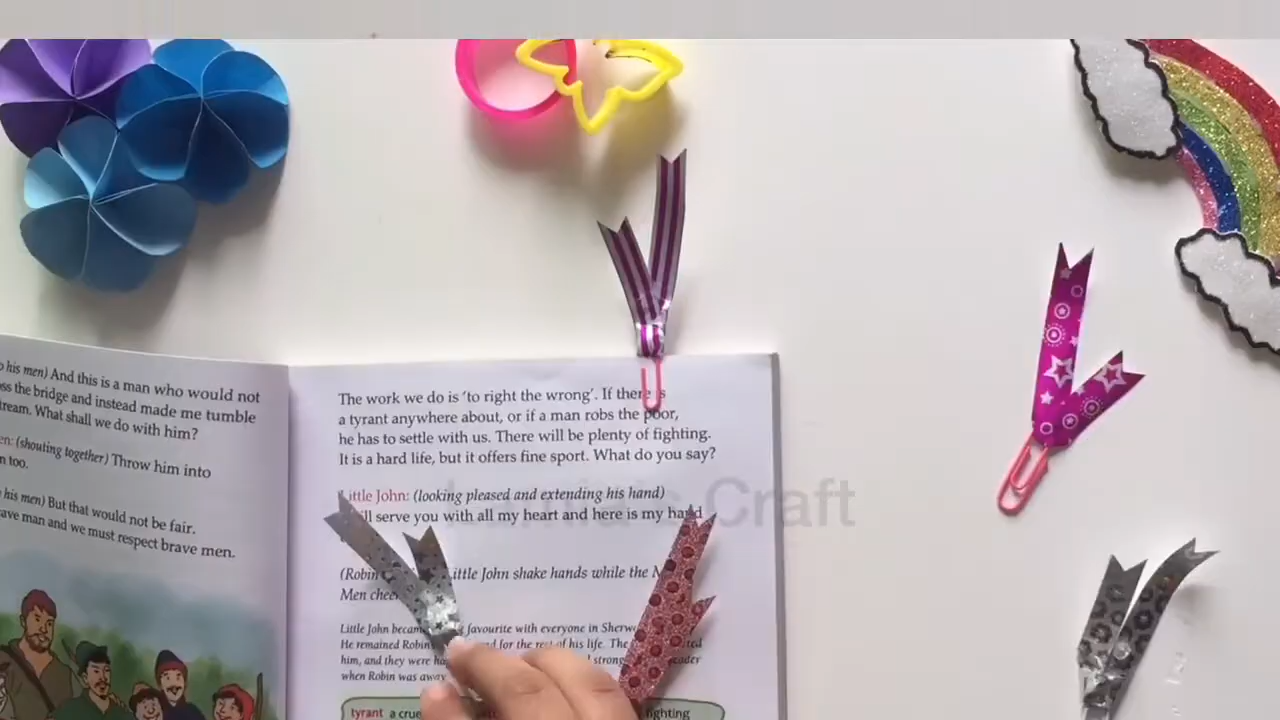 o his men) And this is a man who would not
ss the bridge and instead made me tumble
tream. What shall we do with him?
en: (shouting together) Throw him into
n too.
his men) But that would not be fair.
ave man and we must respect brave men.
The work we do is 'to right the wrong'. If there is
a tyrant anywhere about, or if a man robs the poor,
he has to settle with us. There will be plenty of fighting.
It is a hard life, but it offers fine sport. What do you say?
Little John: (looking pleased and extending his hand)
I will serve you with all my heart and here is my hand
(Robin Little John shake hands while the
Men chee
Little John becam favourite with everyone in Sherw
He remained Robin for the rest of his life. The
him, and they were strong
when Robin was away
tyrant a crue fighting
Craft